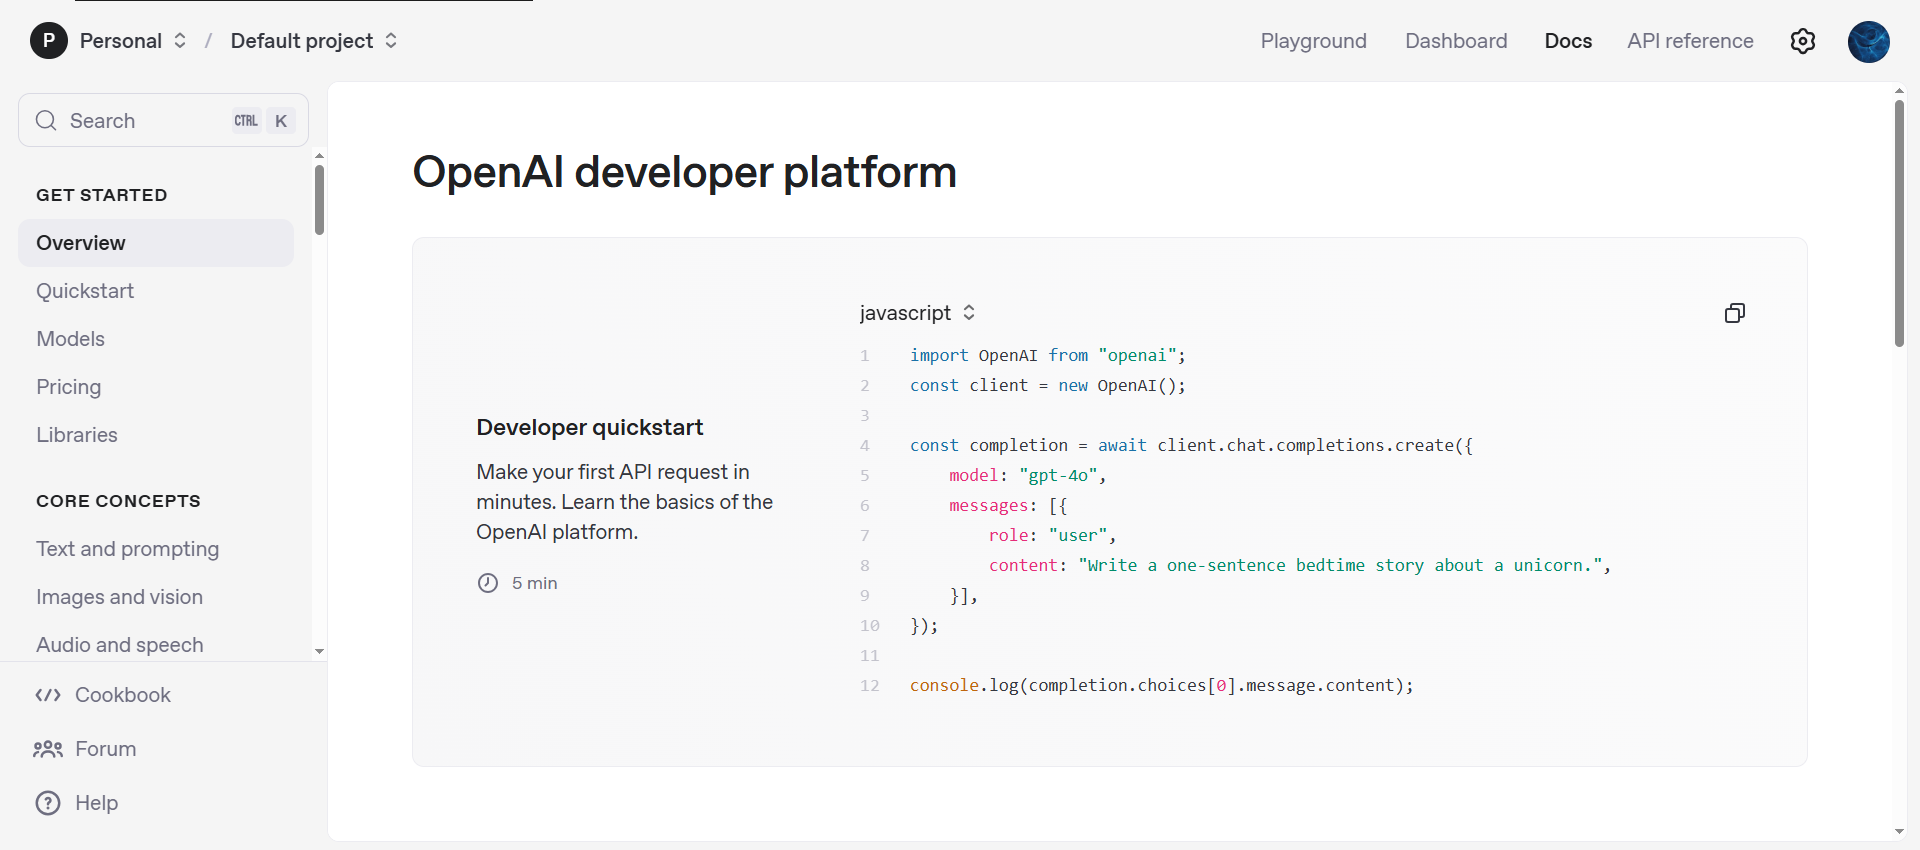 P Personal / Default project
Playground Dashboard Docs API reference
Search CTRL K
GET STARTED
Overview
Quickstart
Models
Pricing
Libraries
CORE CONCEPTS
Text and prompting
Images and vision
Audio and speech
</> Cookbook
Forum
? Help
OpenAI developer platform
Developer quickstart
Make your first API request in
minutes. Learn the basics of the
OpenAI platform.
5 min
javascript
1 import OpenAI from "openai";
2 const client = new OpenAI();
3
4 const completion = await client.chat.completions.create({
5     model: "gpt-4o",
6     messages: [{
7         role: "user",
8         content: "Write a one-sentence bedtime story about a unicorn.",
9     }],
10 });
11
12 console.log(completion.choices[0].message.content);